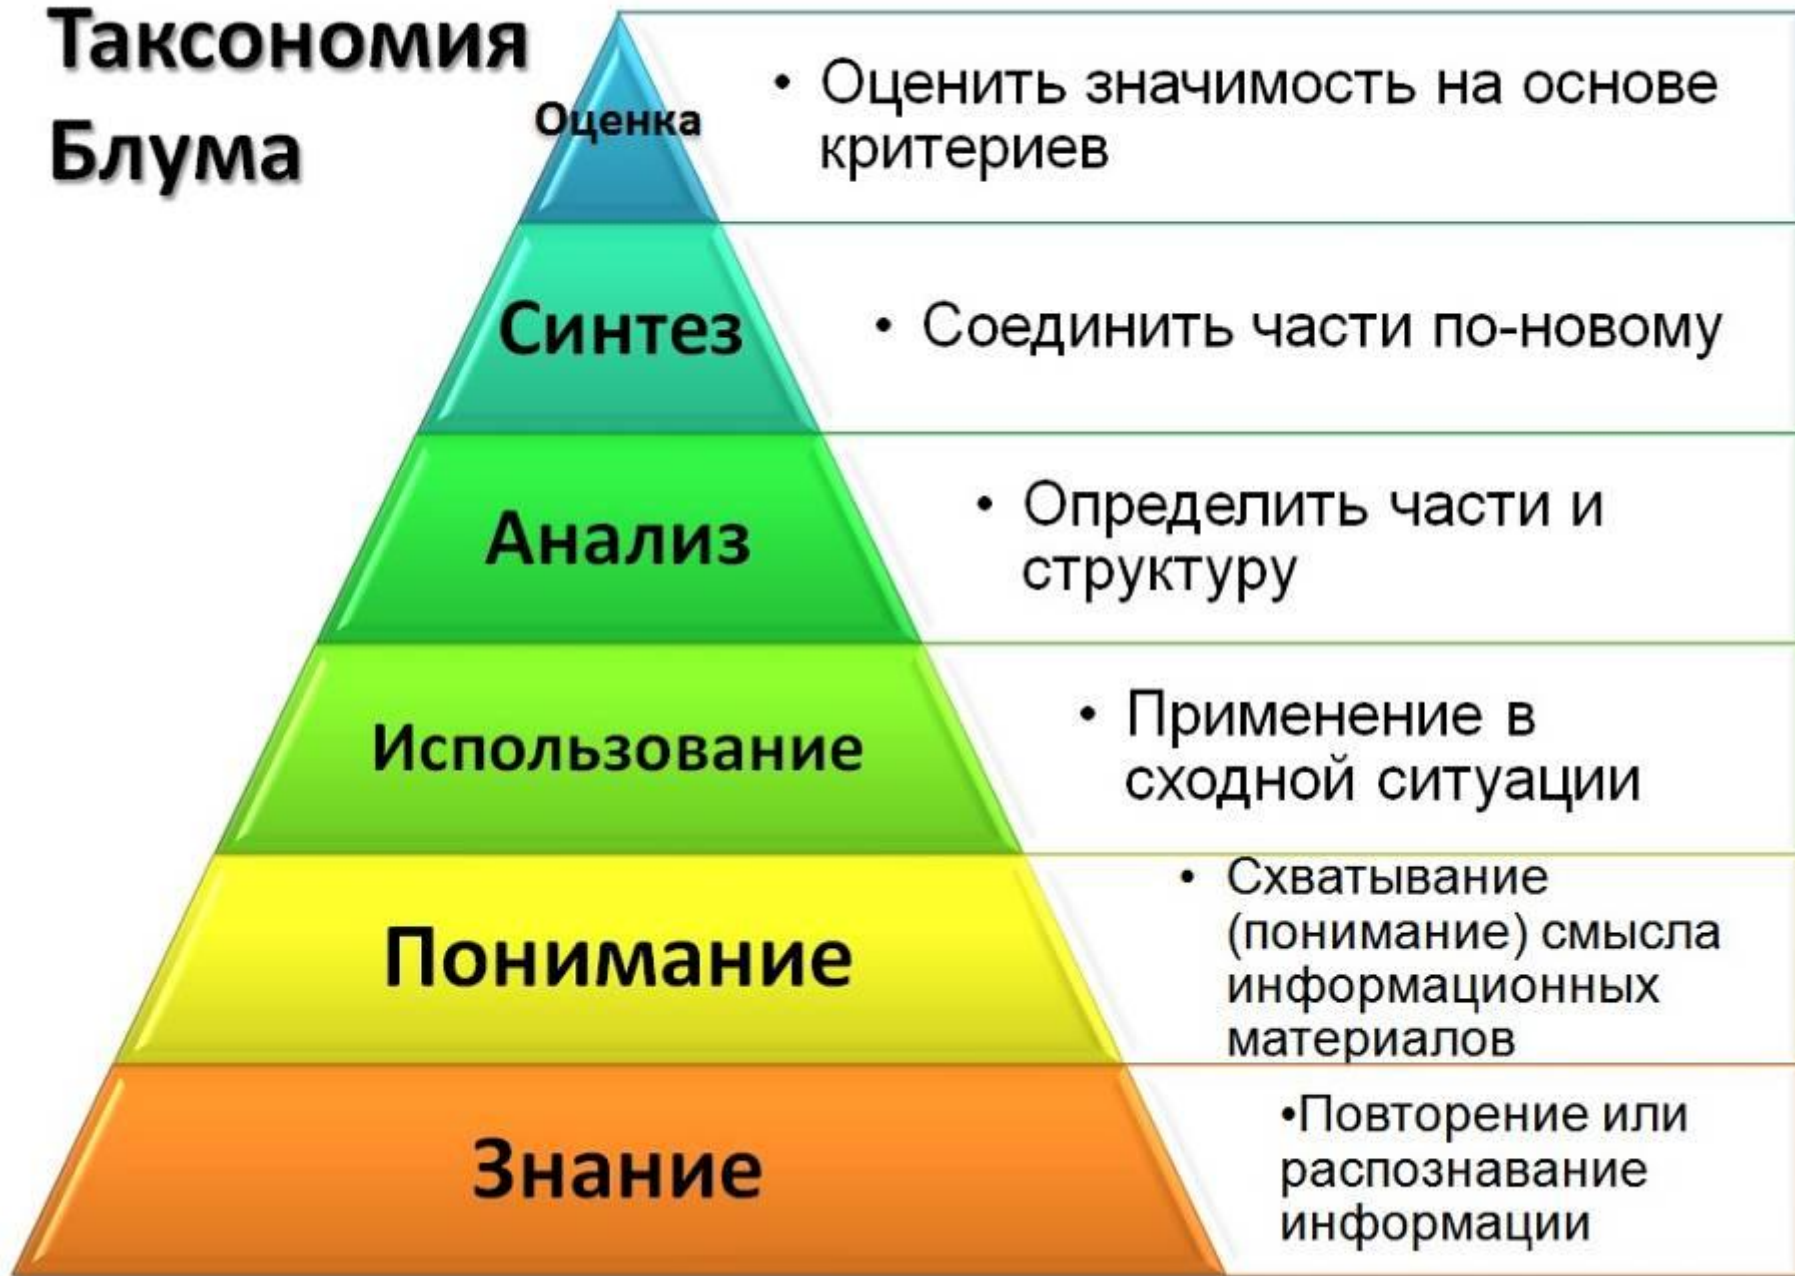 Таксономия
Блума
Оценка
• Оценить значимость на основе
критериев
Синтез
• Соединить части по-новому
Анализ
• Определить части и
структуру
Использование
• Применение в
сходной ситуации
Понимание
• Схватывание
(понимание) смысла
информационных
материалов
Знание
•Повторение или
распознавание
информации